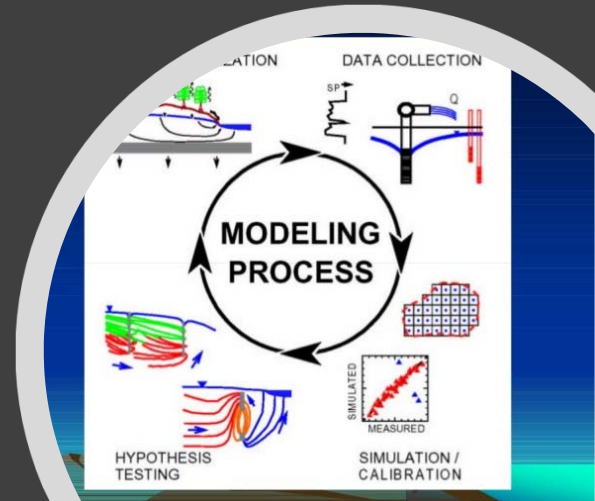 DATA COLLECTION
SP
Q
MODELING
PROCESS
SIMULATED
MEASURED
HYPOTHESIS
TESTING
SIMULATION /
CALIBRATION